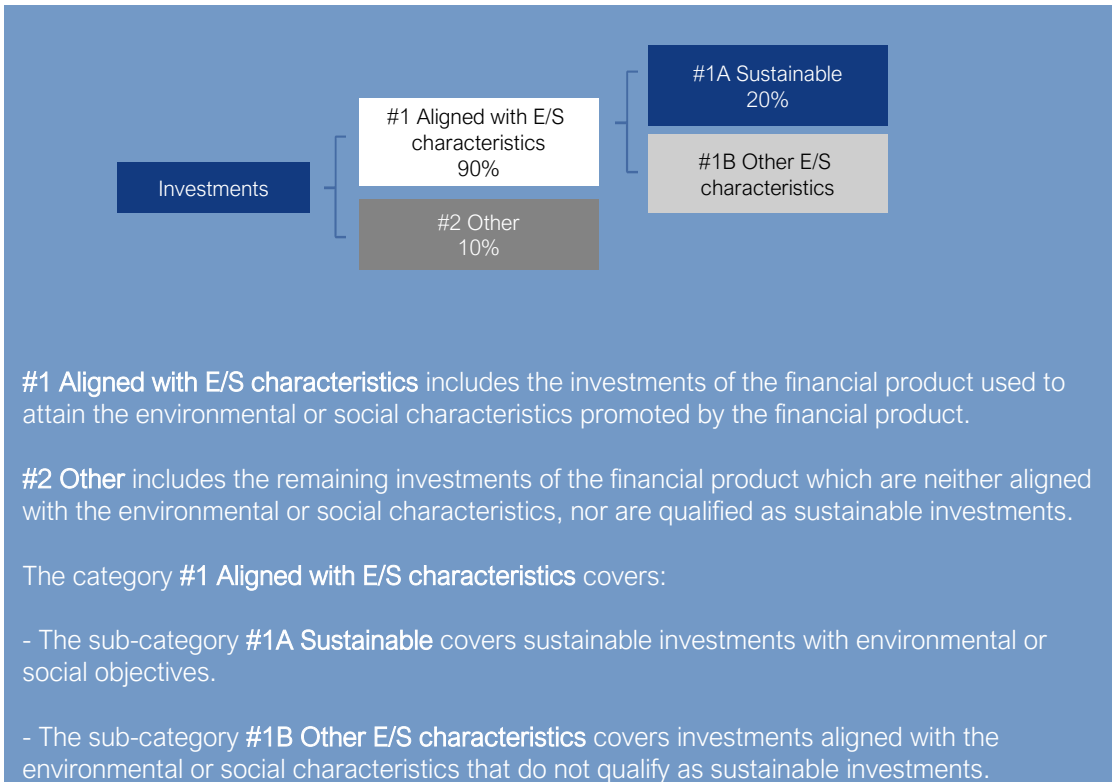 #1A Sustainable
20%
#1 Aligned with E/S
characteristics
90%
#1B Other E/S
characteristics
Investments
#2 Other
10%
#1 Aligned with E/S characteristics includes the investments of the financial product used to
attain the environmental or social characteristics promoted by the financial product.
#2 Other includes the remaining investments of the financial product which are neither aligned
with the environmental or social characteristics, nor are qualified as sustainable investments.
The category #1 Aligned with E/S characteristics covers:
- The sub-category #1A Sustainable covers sustainable investments with environmental or
social objectives.
- The sub-category #1B Other E/S characteristics covers investments aligned with the
environmental or social characteristics that do not qualify as sustainable investments.